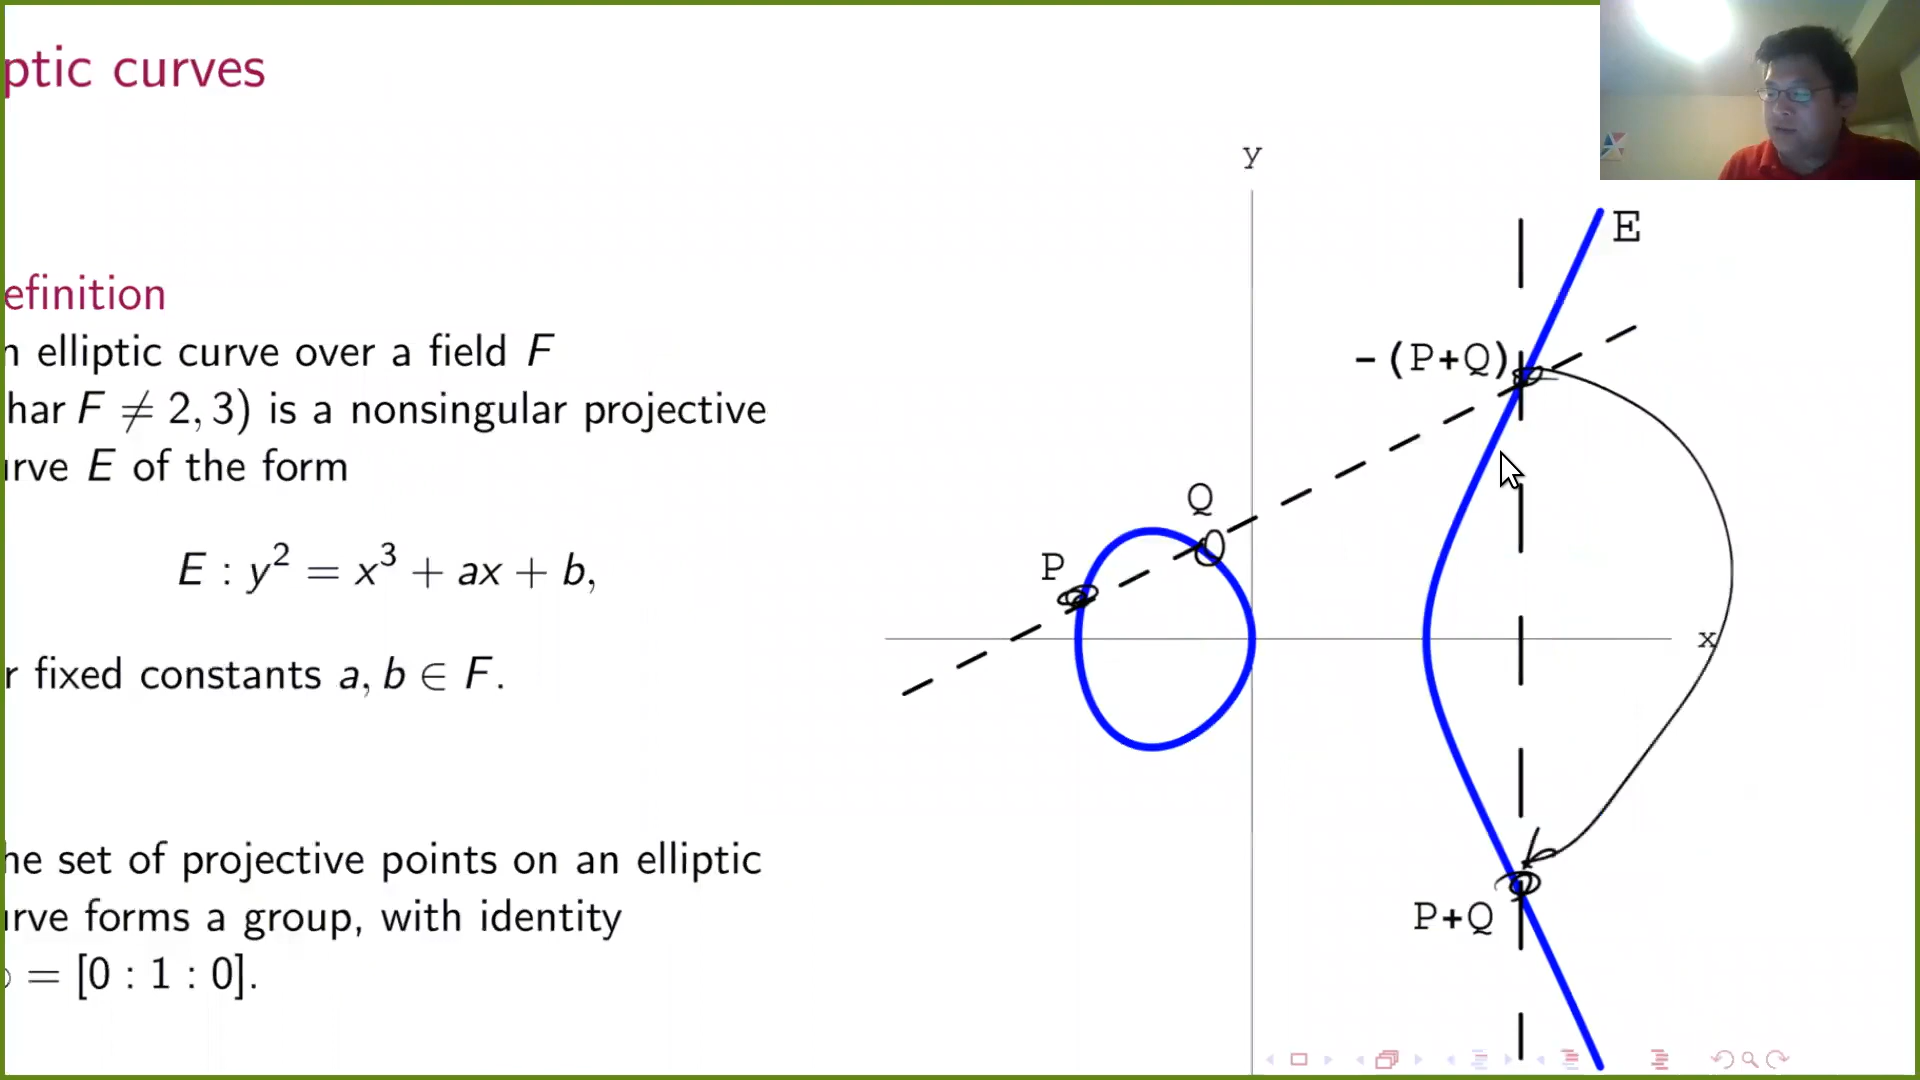 ptic curves
efinition
n elliptic curve over a field F
har F ≠ 2, 3) is a nonsingular projective
urve E of the form
E : y² = x³ + ax + b,
r fixed constants a, b ∈ F.
he set of projective points on an elliptic
urve forms a group, with identity
= [0 : 1 : 0].
y
E
-(P+Q)
Q
P
x
P+Q